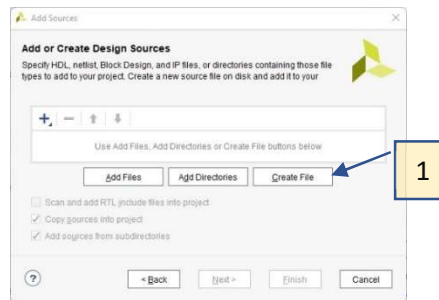 Add Sources
Add or Create Design Sources
Specify HDL, netlist, Block Design, and IP files, or directories containing those file
types to add to your project. Create a new source file on disk and add it to your
Use Add Files, Add Directories or Create File buttons below
Add Files Add Directories Create File
1
Scan and add RTL include files into project
Copy sources into project
Add sources from subdirectories
? < Back Next > Finish Cancel